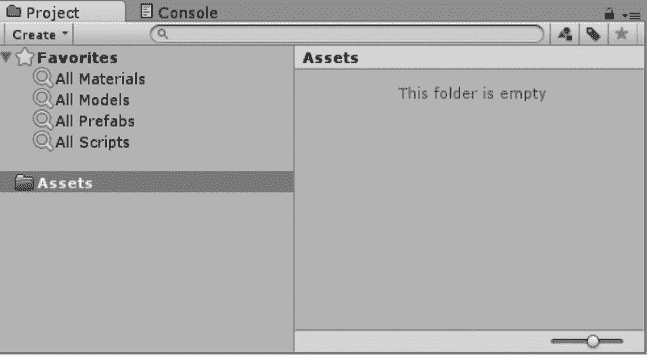 Project Console
Create
Favorites Assets
All Materials This folder is empty
All Models
All Prefabs
All Scripts
Assets